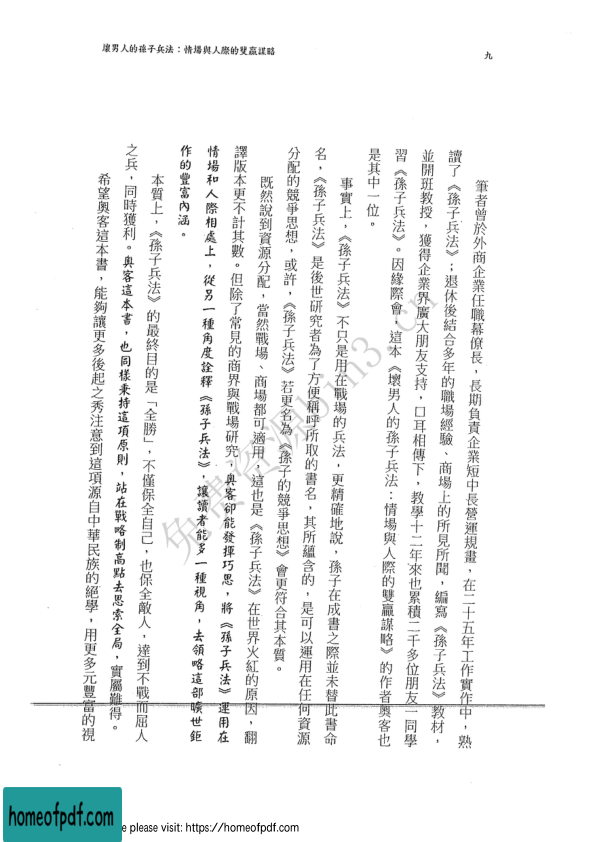 壞男人的孫子兵法：情場與人際的雙贏謀略
九
筆者曾於外商企業任職幕僚長，長期負責企業短中長營運規畫，在二十五年工作實作中，熟
讀了《孫子兵法》；退休後結合多年的職場經驗、商場上的所見所聞，編寫《孫子兵法》教材，
並開班教授，獲得企業界廣大朋友支持，口耳相傳下，教學十二年來也累積二千多位朋友一同學
習《孫子兵法》。因緣際會，這本《壞男人的孫子兵法：情場與人際的雙贏謀略》的作者奧客也
是其中一位。
事實上，《孫子兵法》不只是用在戰場的兵法，更精確地說，孫子在成書之際並未替此書命
名，《孫子兵法》是後世研究者為了方便稱呼所取的書名，其所蘊含的，是可以運用在任何資源
分配的競爭思想，或許，《孫子兵法》若更名為《孫子的競爭思想》會更符合其本質。
既然說到資源分配，當然戰場、商場都可適用，這也是《孫子兵法》在世界火紅的原因，翻
譯版本更不計其數。但除了常見的商界與戰場研究，奧客卻能發揮巧思，將《孫子兵法》運用在
情場和人際相處上，從另一種角度詮釋《孫子兵法》，讓讀者能多一種視角，去領略這部曠世鉅
作的豐富內涵。
本質上，《孫子兵法》的最終目的是「全勝」，不僅保全自己，也保全敵人，達到不戰而屈人
之兵，同時獲利。奧客這本書，也同樣秉持這項原則，站在戰略制高點去思索全局，實屬難得。
希望奧客這本書，能夠讓更多後起之秀注意到這項源自中華民族的絕學，用更多元豐富的視
homeofpdf.com
e please visit: https://homeofpdf.com